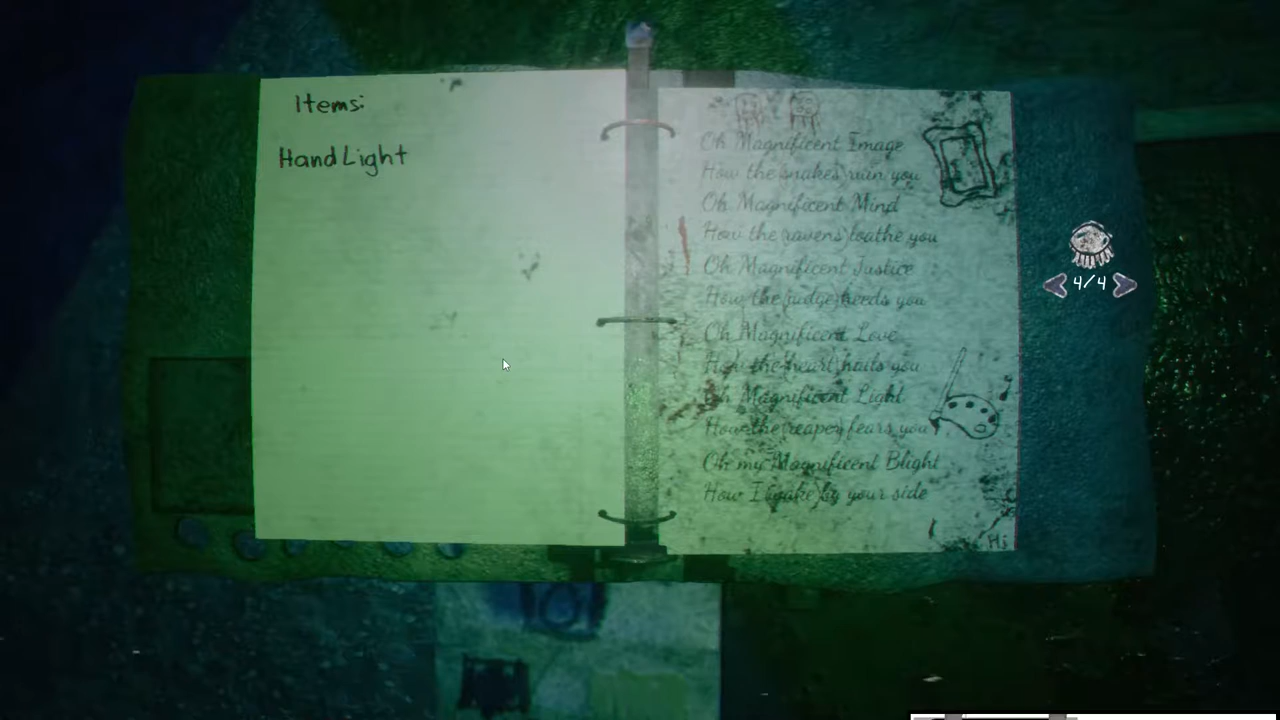 Items:
HandLight
Oh Magnificent Image
How the snakes ruin you
Oh Magnificent Mind
How the ravens loathe you
Oh Magnificent Justice
How the judge heeds you
Oh Magnificent Love
How the heart hails you
Oh Magnificent Light
How the reaper fears you
Oh my Magnificent Blight
How I wake by your side
Hi
4/4